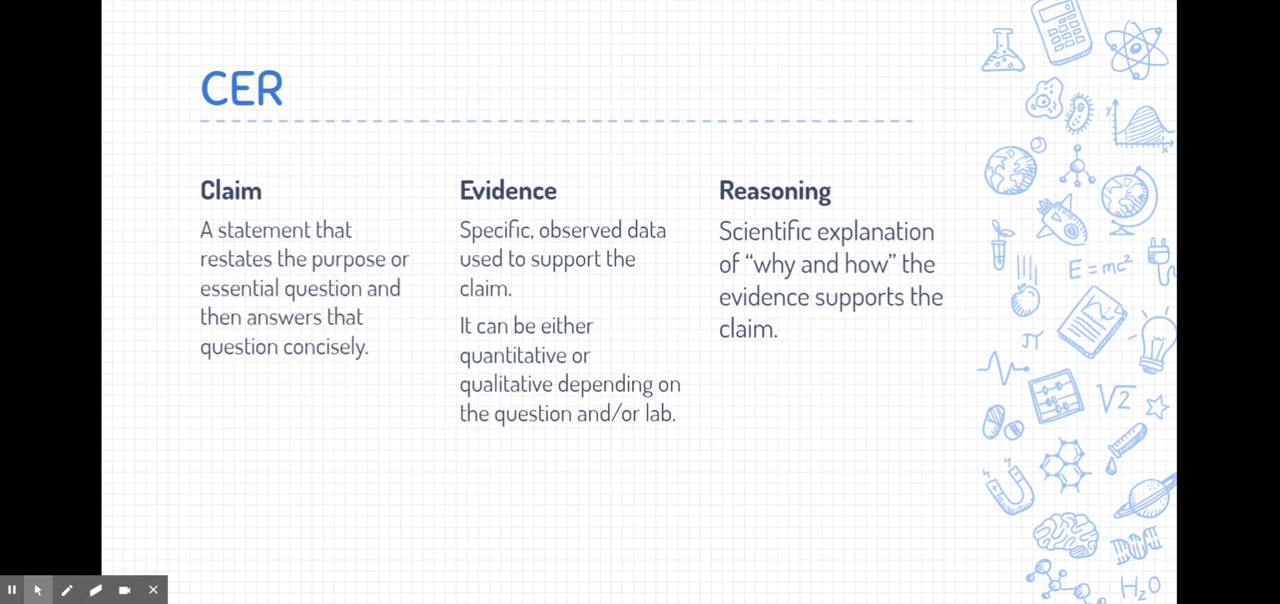 CER
Claim
A statement that
restates the purpose or
essential question and
then answers that
question concisely.
Evidence
Specific, observed data
used to support the
claim.
It can be either
quantitative or
qualitative depending on
the question and/or lab.
Reasoning
Scientific explanation
of “why and how” the
evidence supports the
claim.
y
x
E = mc²
π
√2
H₂O